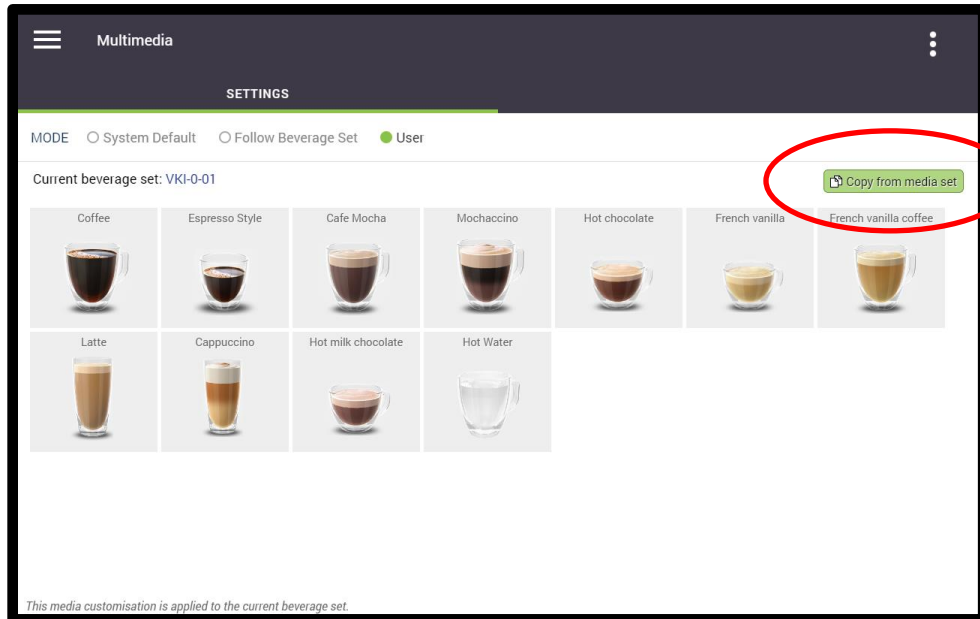 Multimedia
SETTINGS
MODE System Default Follow Beverage Set User
Current beverage set: VKI-0-01 Copy from media set
Coffee Espresso Style Cafe Mocha Mochaccino Hot chocolate French vanilla French vanilla coffee
Latte Cappuccino Hot milk chocolate Hot Water
This media customisation is applied to the current beverage set.